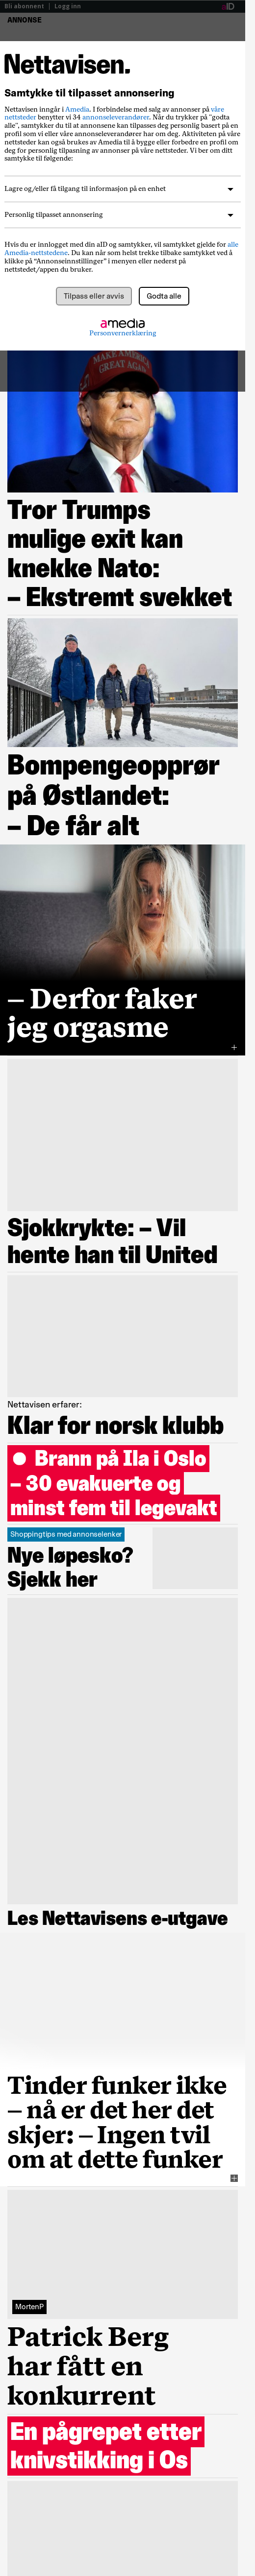 Bli abonnent | Logg inn
aID
ANNONSE
Nettavisen.
Samtykke til tilpasset annonsering
Nettavisen inngår i Amedia. I forbindelse med salg av annonser på våre
nettsteder benytter vi 34 annonseleverandører. Når du trykker på "godta
alle", samtykker du til at annonsene kan tilpasses deg personlig basert på en
profil som vi eller våre annonseleverandører har om deg. Aktivitet på våre
nettsteder kan også brukes av Amedia til å bygge eller forbedre en profil om
deg for personlig tilpasning av annonser på våre nettsteder. Vi ber om ditt
samtykke til følgende:
Lagre og/eller få tilgang til informasjon på en enhet
Personlig tilpasset annonsering
Hvis du er innlogget med din aID og samtykker, vil samtykket gjelde for alle
Amedia-nettstedene. Du kan når som helst trekke tilbake samtykket ved å
klikke på "Annonseinnstillinger" i menyen eller nederst på
nettstedet/appen du bruker.
Tilpass eller avvis
Godta alle
amedia
Personvernerklæring
MAKE AMERICA
GREAT AGAIN
Tror Trumps
mulige exit kan
knekke Nato:
– Ekstremt svekket
Bompengeopprør
på Østlandet:
– De får alt
– Derfor faker
jeg orgasme
Sjokkrykte: – Vil
hente han til United
Nettavisen erfarer:
Klar for norsk klubb
Brann på Ila i Oslo
– 30 evakuerte og
minst fem til legevakt
Shoppingtips med annonselenker
Nye løpesko?
Sjekk her
Les Nettavisens e-utgave
Tinder funker ikke
– nå er det her det
skjer: – Ingen tvil
om at dette funker
MortenP
Patrick Berg
har fått en
konkurrent
En pågrepet etter
knivstikking i Os